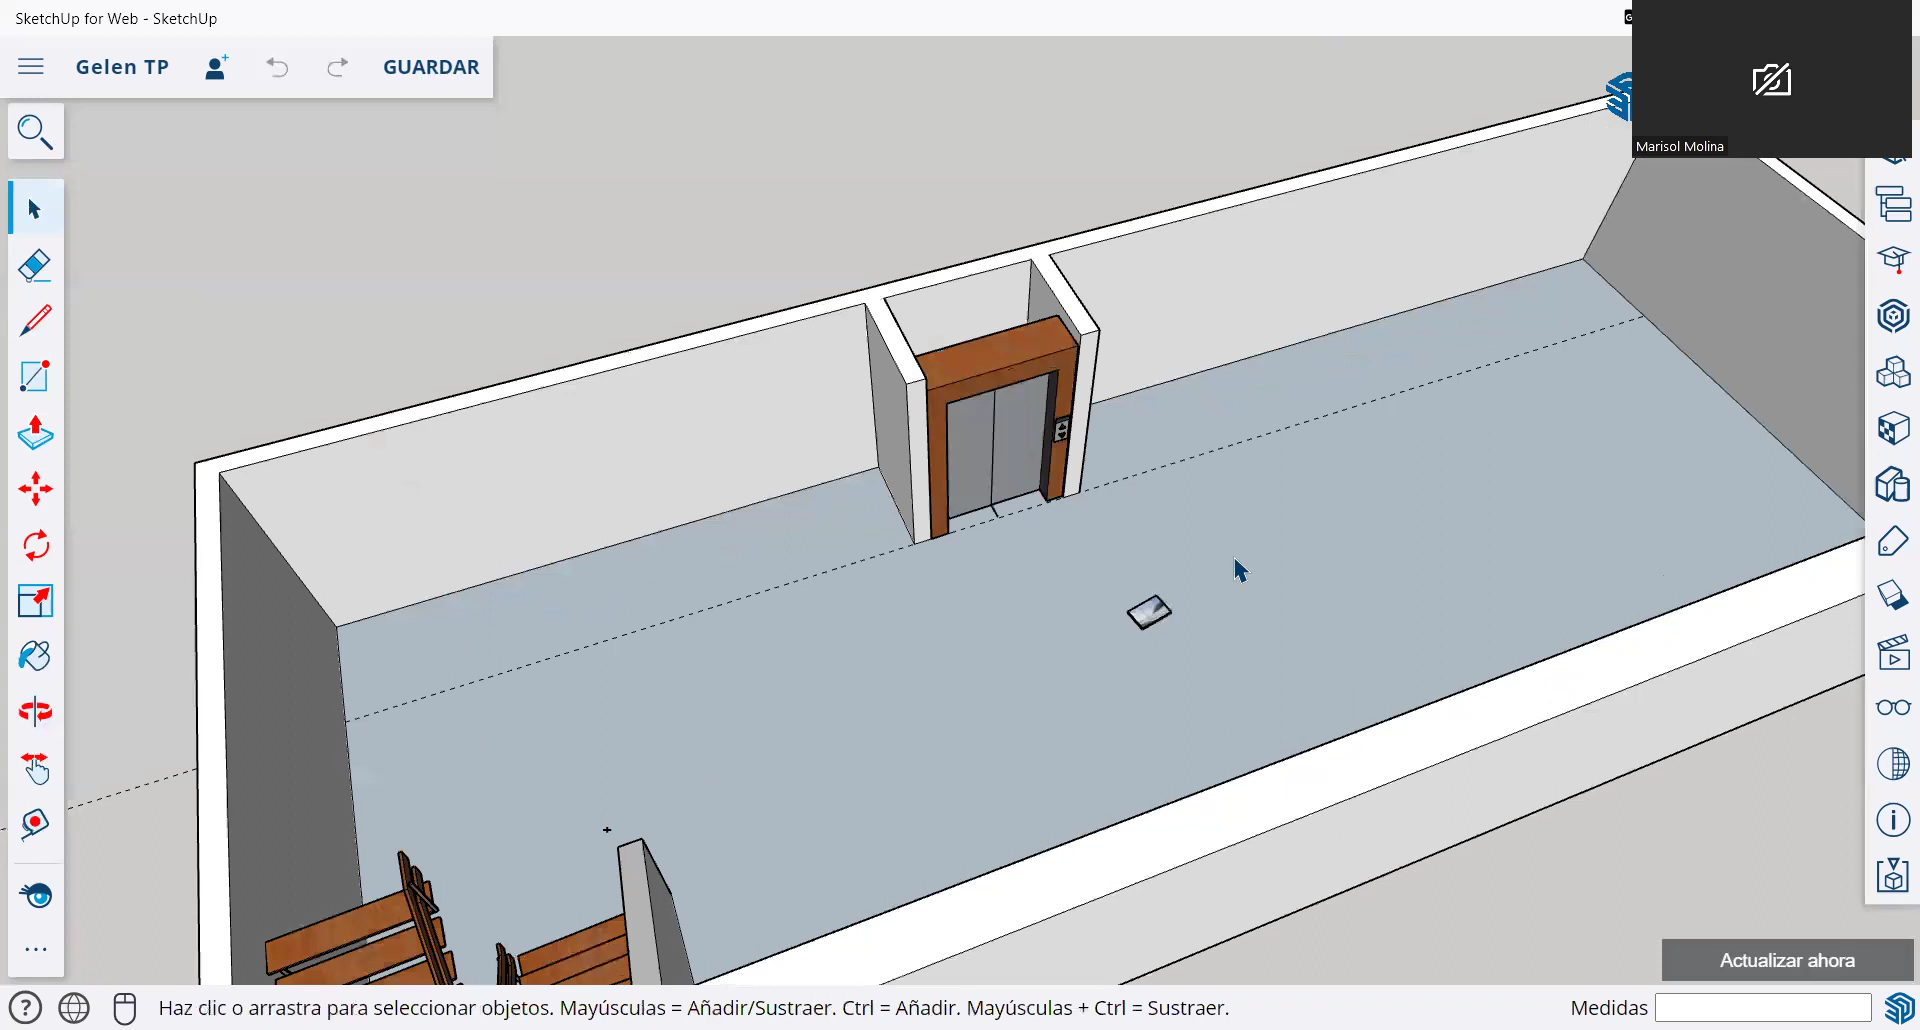 SketchUp for Web - SketchUp
Gelen TP
GUARDAR
Marisol Molina
Actualizar ahora
Haz clic o arrastra para seleccionar objetos. Mayúsculas = Añadir/Sustraer. Ctrl = Añadir. Mayúsculas + Ctrl = Sustraer.
Medidas